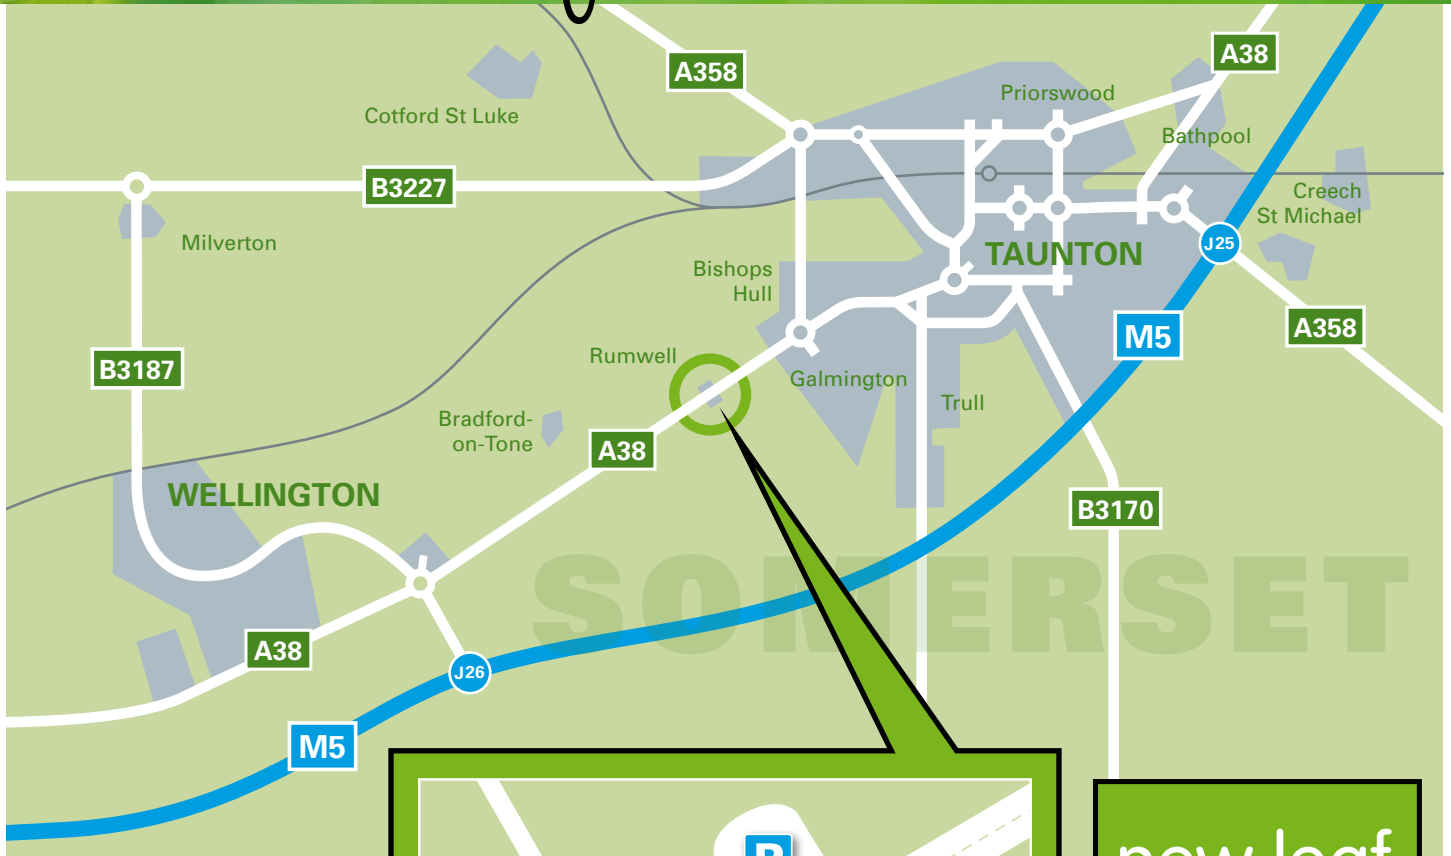 A38
A358
Priorswood
Cotford St Luke
Bathpool
B3227
Creech
St Michael
Milverton
J25
TAUNTON
Bishops
Hull
M5
A358
Rumwell
B3187
Galmington
Trull
Bradford-
on-Tone
A38
WELLINGTON
B3170
SOMERSET
A38
J26
M5
P
new leaf